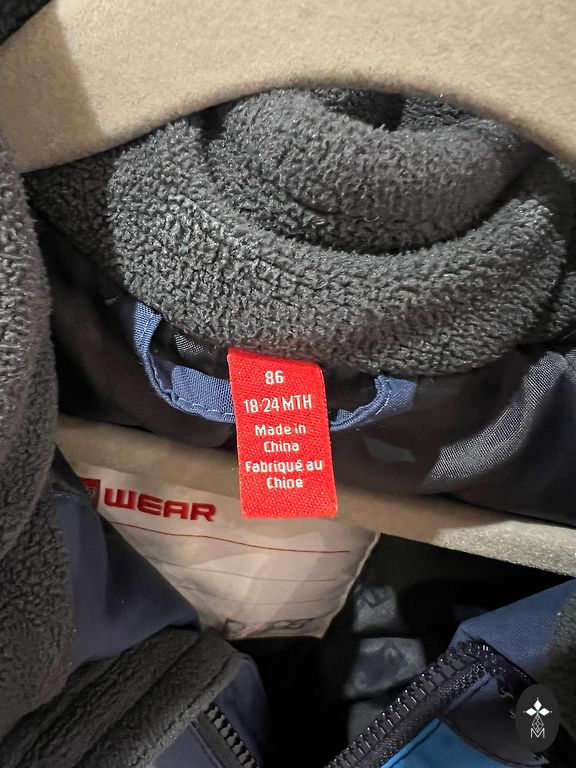 86
18-24 MTH
Made in
China
Fabriqué au
Chine
WEAR